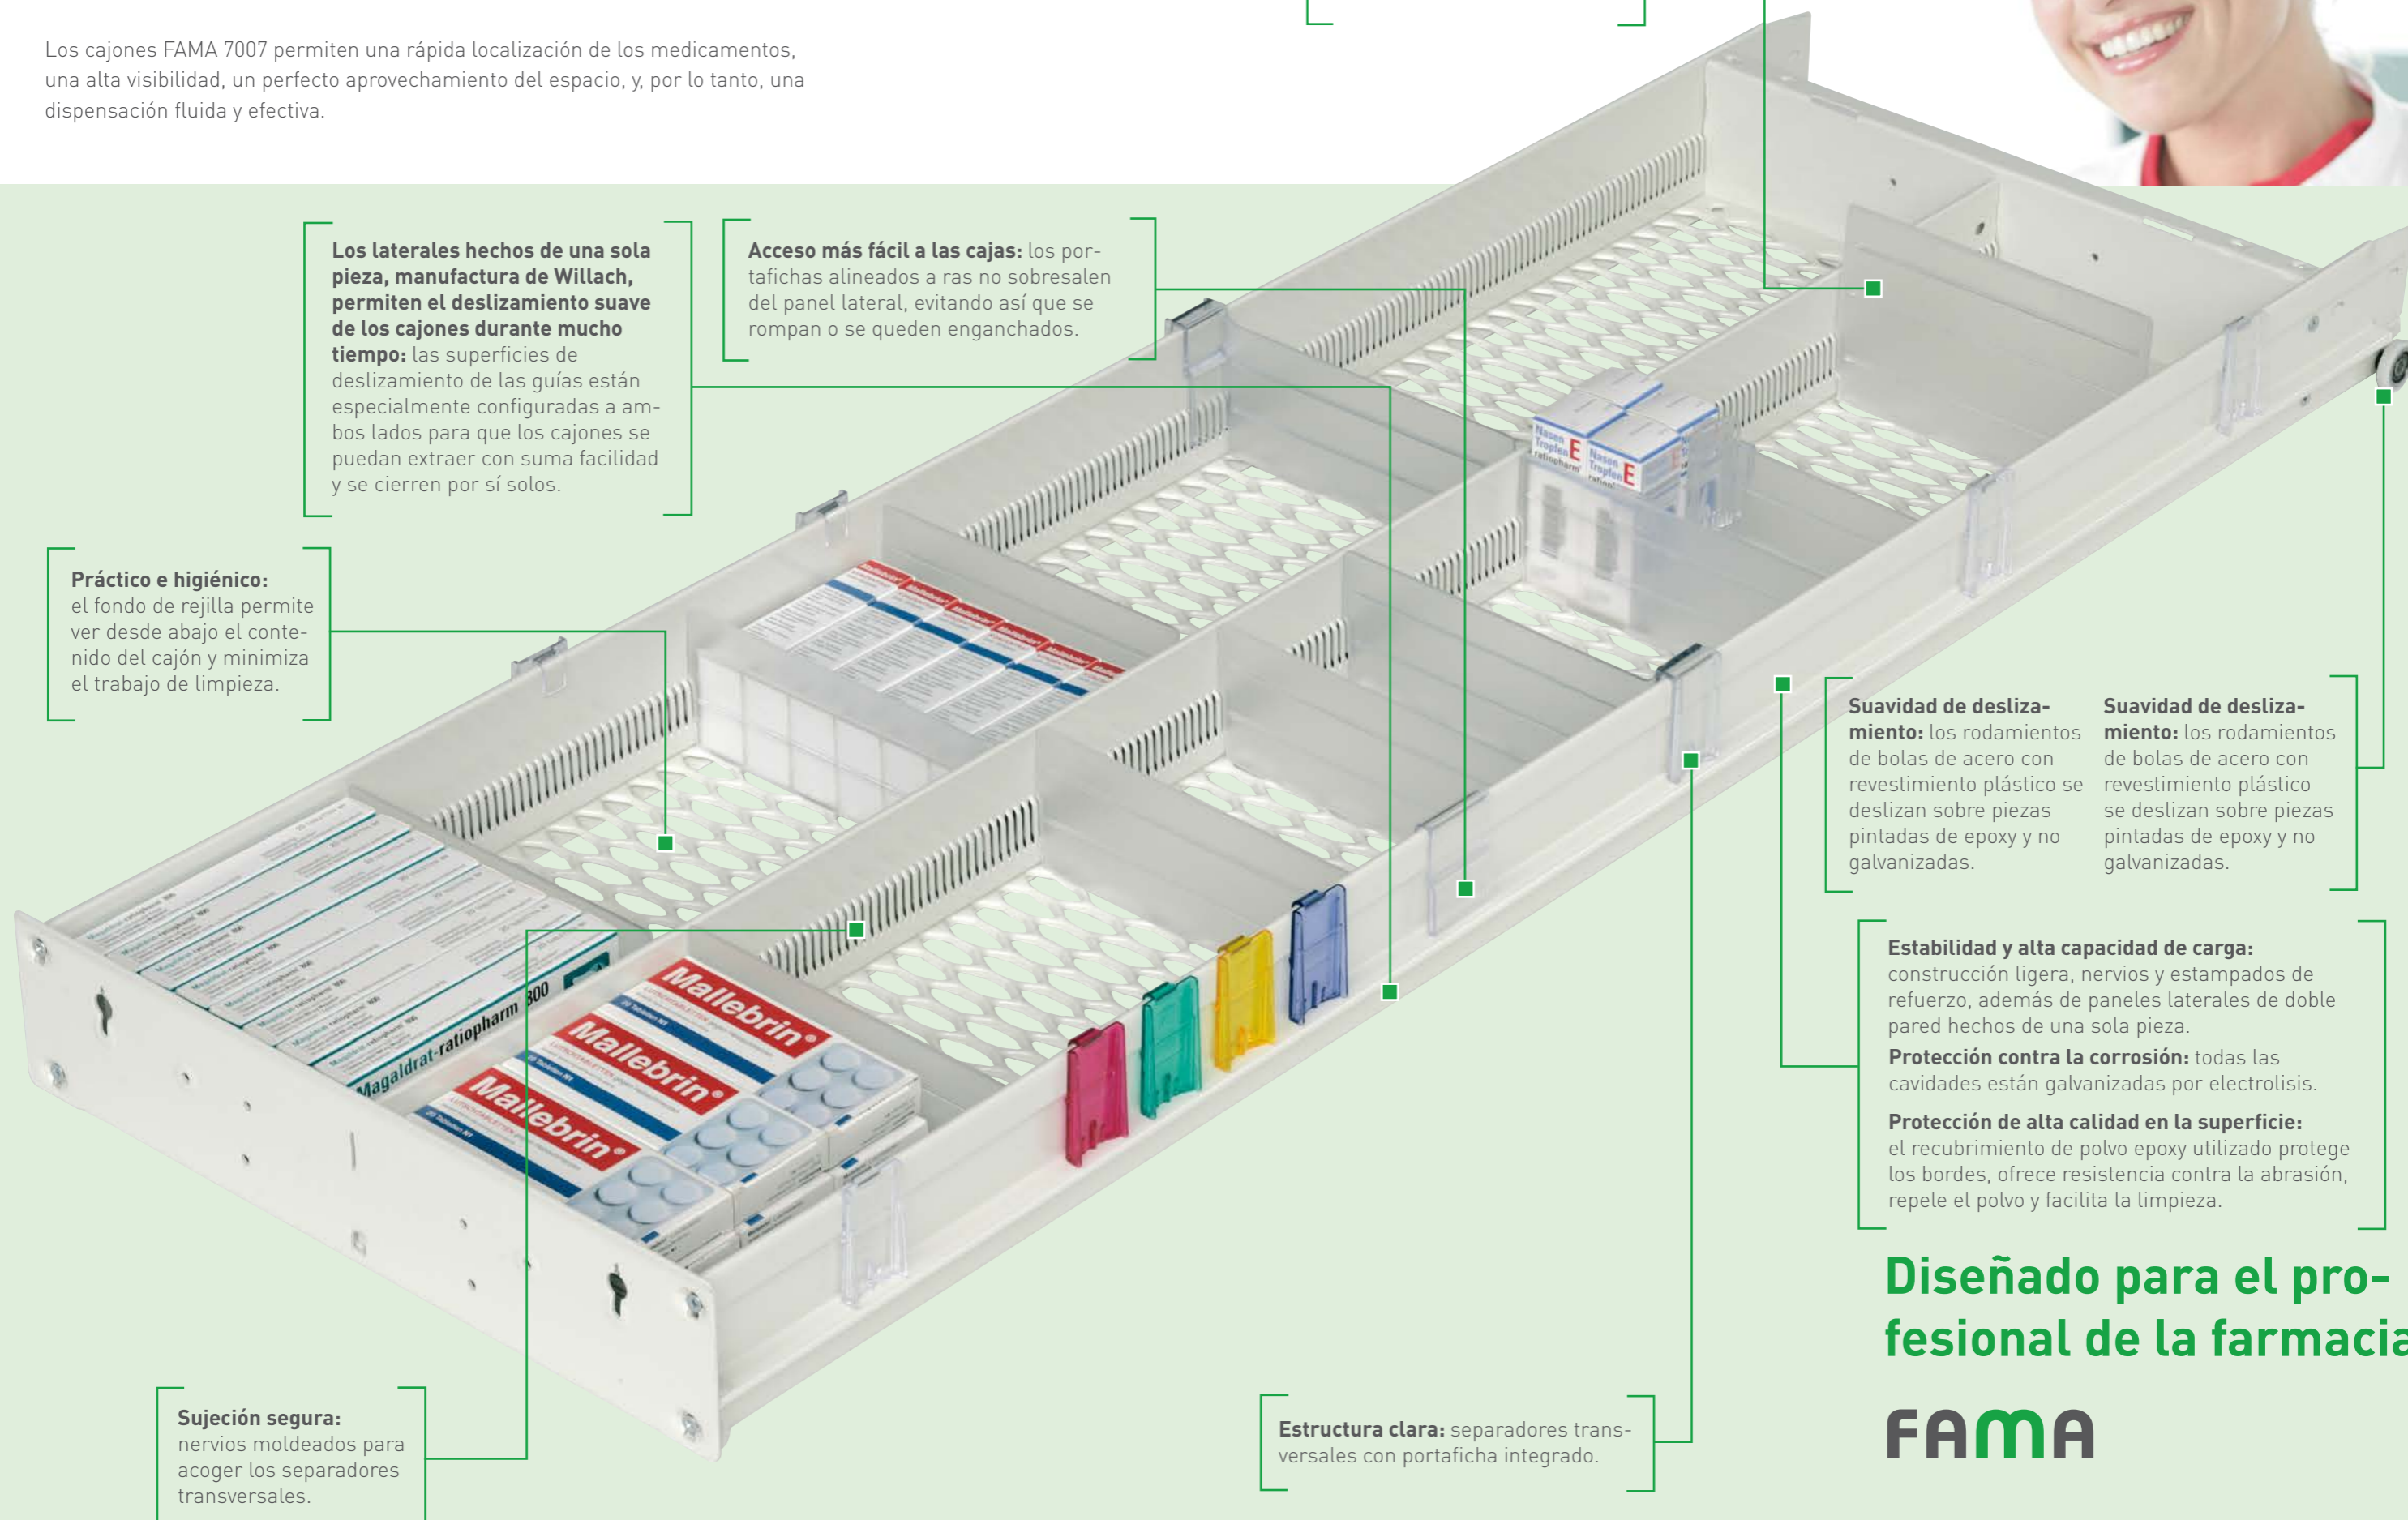 Los cajones FAMA 7007 permiten una rápida localización de los medicamentos,
una alta visibilidad, un perfecto aprovechamiento del espacio, y, por lo tanto, una
dispensación fluida y efectiva.
Los laterales hechos de una sola
pieza, manufactura de Willach,
permiten el deslizamiento suave
de los cajones durante mucho
tiempo: las superficies de
deslizamiento de las guías están
especialmente configuradas a am-
bos lados para que los cajones se
puedan extraer con suma facilidad
y se cierren por sí solos.
Acceso más fácil a las cajas: los por-
tafichas alineados a ras no sobresalen
del panel lateral, evitando así que se
rompan o se queden enganchados.
Práctico e higiénico:
el fondo de rejilla permite
ver desde abajo el conte-
nido del cajón y minimiza
el trabajo de limpieza.
Nasen
Tropfen E
ratiopharm
Nasen
Tropfen E
Mallebrin®
Magaldrat-ratiopharm 800
Mallebrin®
Mallebrin®
Mallebrin®
Suavidad de desliza-
miento: los rodamientos
de bolas de acero con
revestimiento plástico se
deslizan sobre piezas
pintadas de epoxy y no
galvanizadas.
Suavidad de desliza-
miento: los rodamientos
de bolas de acero con
revestimiento plástico
se deslizan sobre piezas
pintadas de epoxy y no
galvanizadas.
Estabilidad y alta capacidad de carga:
construcción ligera, nervios y estampados de
refuerzo, además de paneles laterales de doble
pared hechos de una sola pieza.
Protección contra la corrosión: todas las
cavidades están galvanizadas por electrolisis.
Protección de alta calidad en la superficie:
el recubrimiento de polvo epoxy utilizado protege
los bordes, ofrece resistencia contra la abrasión,
repele el polvo y facilita la limpieza.
Diseñado para el pro-
fesional de la farmacia
FAMA
Sujeción segura:
nervios moldeados para
acoger los separadores
transversales.
Estructura clara: separadores trans-
versales con portaficha integrado.